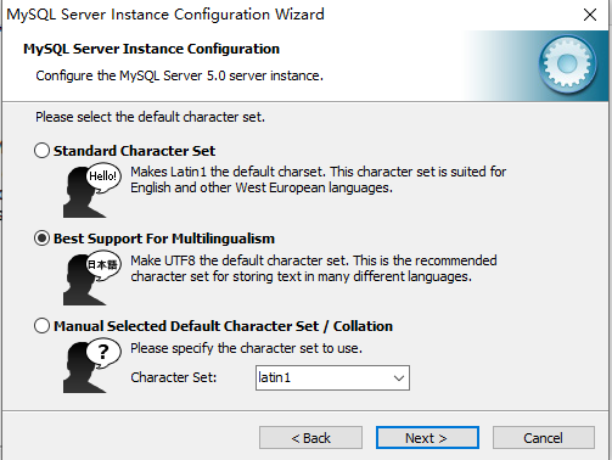 MySQL Server Instance Configuration Wizard
MySQL Server Instance Configuration
Configure the MySQL Server 5.0 server instance.
Please select the default character set.
Standard Character Set
Hello!
Makes Latin1 the default charset. This character set is suited for
English and other West European languages.
Best Support For Multilingualism
日本語
Make UTF8 the default character set. This is the recommended
character set for storing text in many different languages.
Manual Selected Default Character Set / Collation
?
Please specify the character set to use.
Character Set: latin1
< Back Next > Cancel